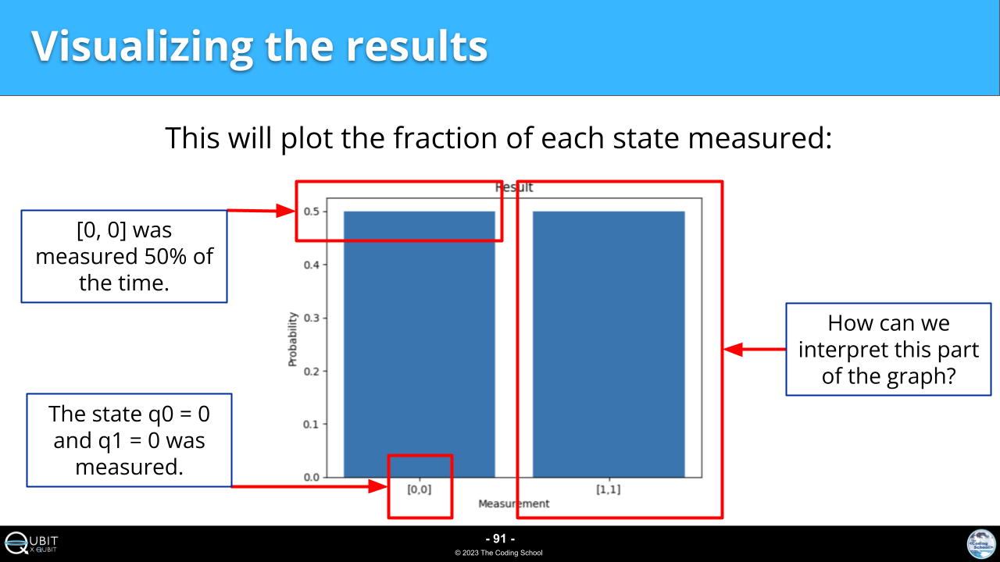 Visualizing the results
This will plot the fraction of each state measured:
[0, 0] was
measured 50% of
the time.
The state q0 = 0
and q1 = 0 was
measured.
Result
0.5
0.4
0.3
0.2
0.1
0.0
Probability
[0,0]
[1,1]
Measurement
How can we
interpret this part
of the graph?
QUBIT
X QUBIT
- 91 -
© 2023 The Coding School
Coding
School